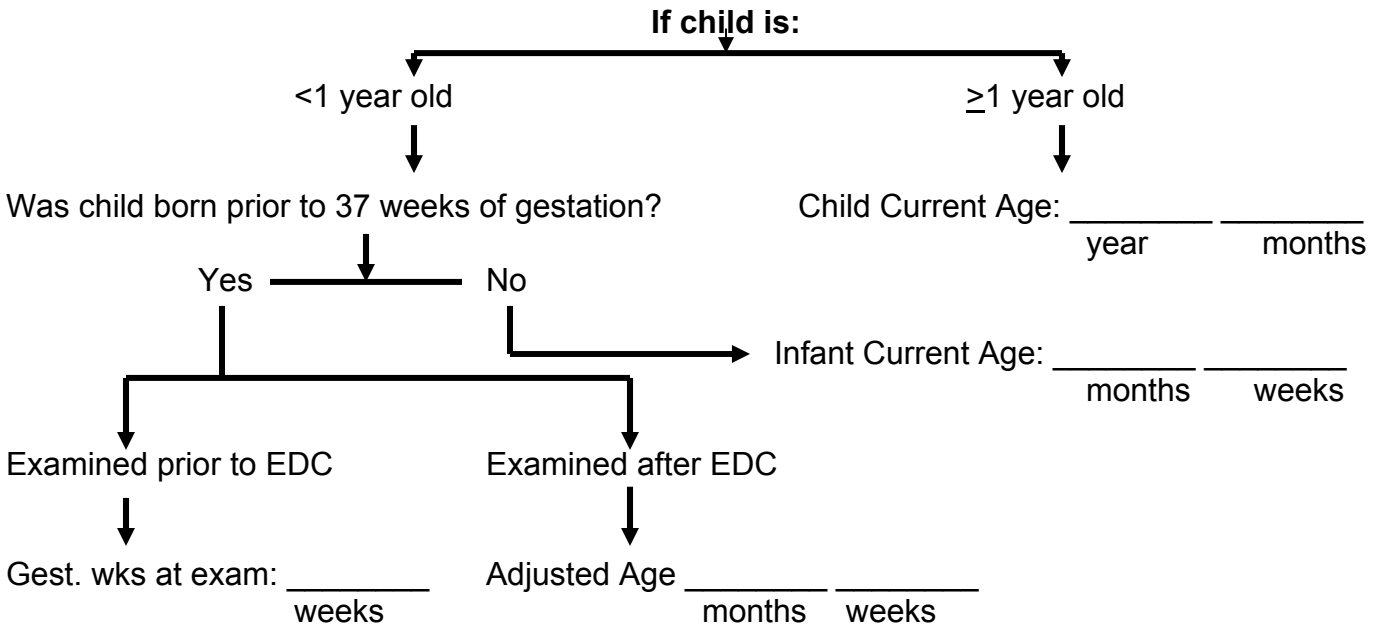 If child is:
<1 year old
≥1 year old
Was child born prior to 37 weeks of gestation?
Child Current Age: ________ ________
year months
Yes No
Infant Current Age: ________ ________
months weeks
Examined prior to EDC
Examined after EDC
Gest. wks at exam: ________
weeks
Adjusted Age ________ ________
months weeks